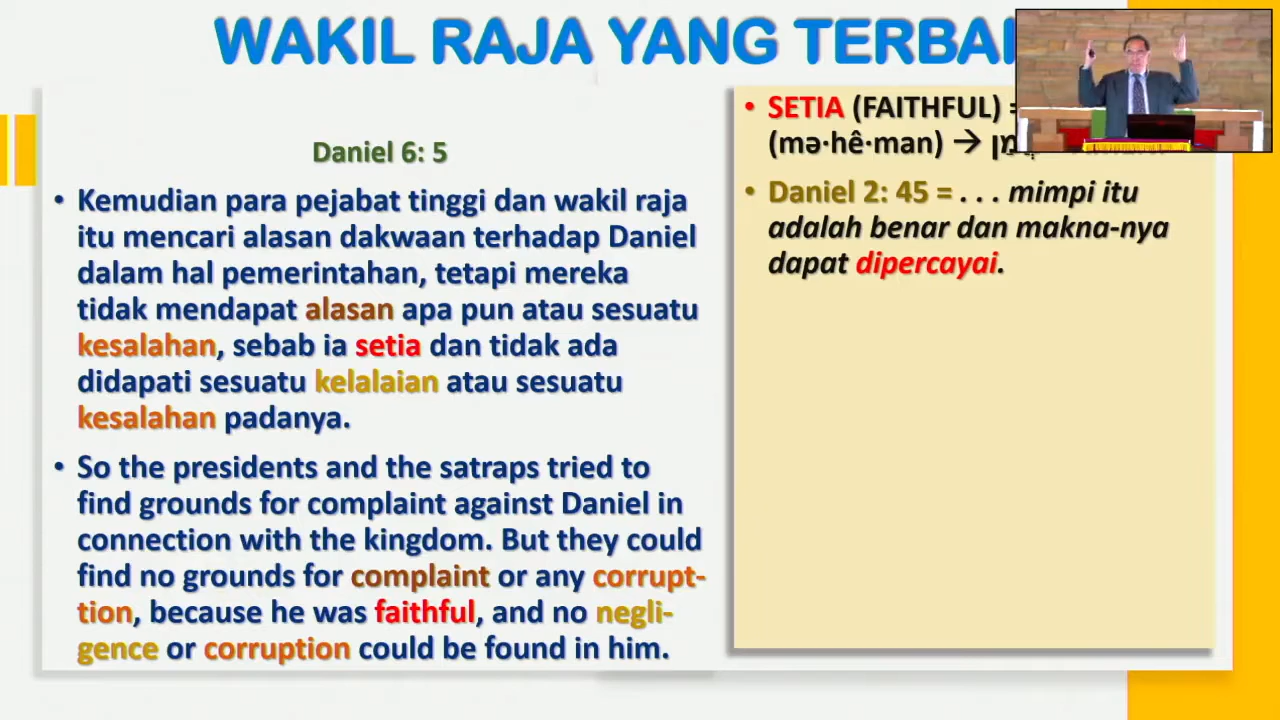 WAKIL RAJA YANG
Daniel 6: 5
• Kemudian para pejabat tinggi dan wakil raja
itu mencari alasan dakwaan terhadap Daniel
dalam hal pemerintahan, tetapi mereka
tidak mendapat alasan apa pun atau sesuatu
kesalahan, sebab ia setia dan tidak ada
didapati sesuatu kelalaian atau sesuatu
kesalahan padanya.
• So the presidents and the satraps tried to
find grounds for complaint against Daniel in
connection with the kingdom. But they could
find no grounds for complaint or any corrupt-
tion, because he was faithful, and no negli-
gence or corruption could be found in him.
• SETIA (FAITHFUL) =
(mə·hê·man) →
• Daniel 2: 45 = . . . mimpi itu
adalah benar dan makna-nya
dapat dipercayai.